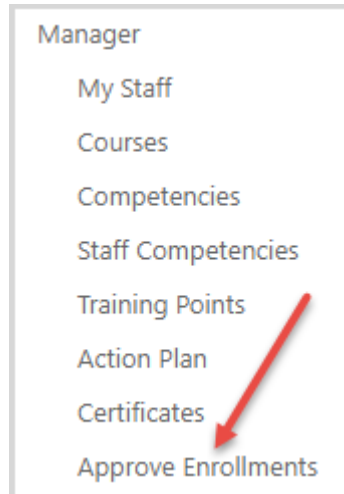 Manager
My Staff
Courses
Competencies
Staff Competencies
Training Points
Action Plan
Certificates
Approve Enrollments